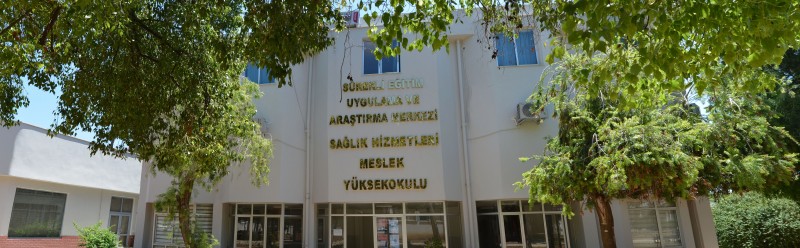 SÜREKLİ EĞİTİM
UYGULAMA VE
ARAŞTIRMA MERKEZİ
SAĞLIK HİZMETLERİ
MESLEK
YÜKSEKOKULU